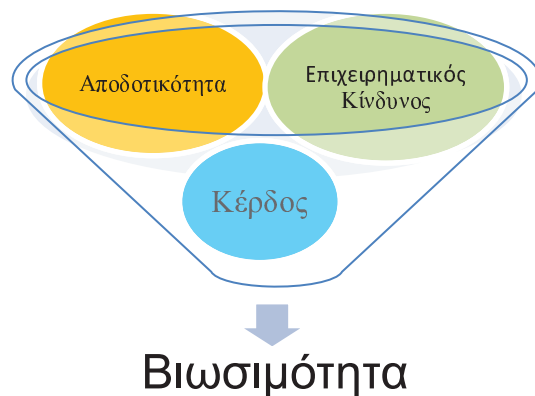 Αποδοτικότητα
Επιχειρηματικός
Κίνδυνος
Κέρδος
Βιωσιμότητα